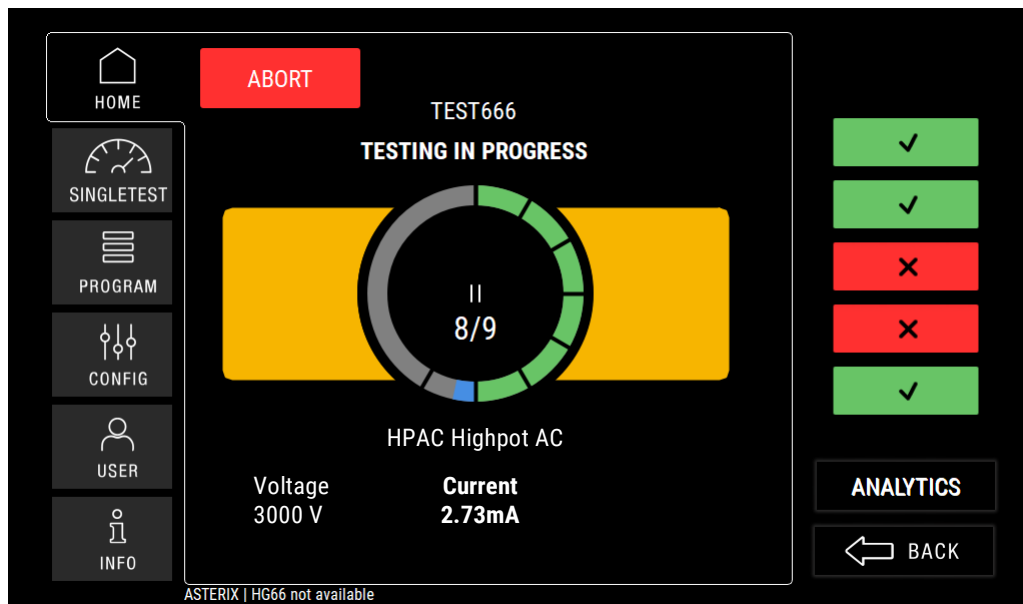 HOME
SINGLETEST
PROGRAM
CONFIG
USER
INFO
ABORT
TEST666
TESTING IN PROGRESS
8/9
HPAC Highpot AC
Voltage Current
3000 V 2.73mA
ANALYTICS
BACK
ASTERIX | HG66 not available